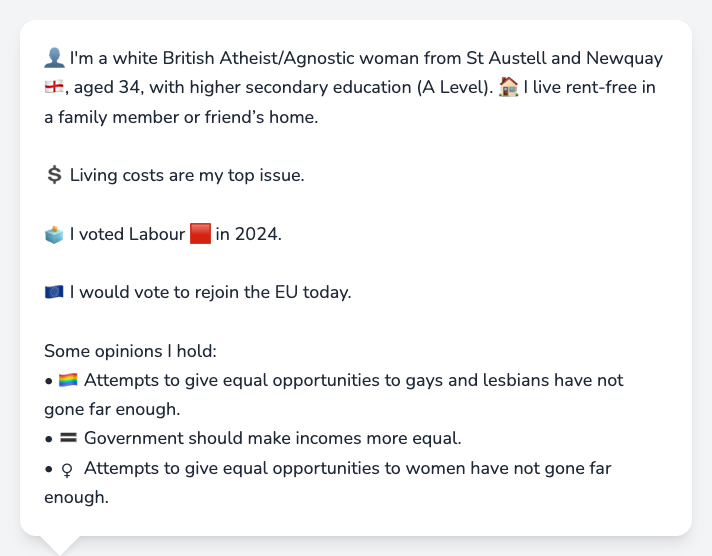 👤 I'm a white British Atheist/Agnostic woman from St Austell and Newquay
🏴󠁧󠁢󠁥󠁮󠁧󠁿, aged 34, with higher secondary education (A Level). 🏠 I live rent-free in
a family member or friend’s home.
💲 Living costs are my top issue.
🗳️ I voted Labour 🟥 in 2024.
🇪🇺 I would vote to rejoin the EU today.
Some opinions I hold:
• 🏳️‍🌈 Attempts to give equal opportunities to gays and lesbians have not
gone far enough.
• 🟰 Government should make incomes more equal.
• ♀ Attempts to give equal opportunities to women have not gone far
enough.